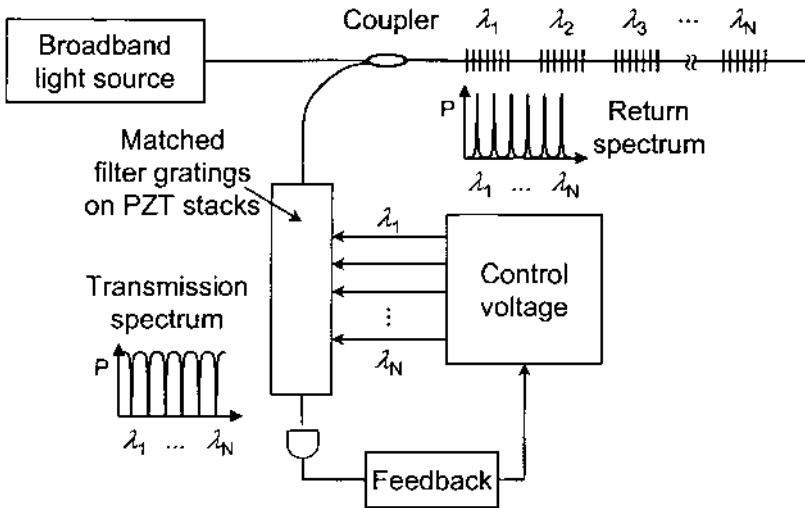 Coupler
λ1 λ2 λ3 ... λN
Broadband
light source
P
Return
spectrum
λ1 ... λN
Matched
filter gratings
on PZT stacks
λ1
⋮
λN
Control
voltage
Transmission
spectrum
P
λ1 ... λN
Feedback